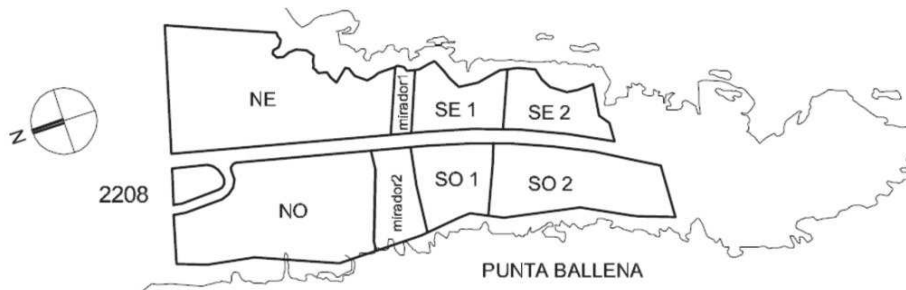 NE
mirador1
SE 1
SE 2
N
2208
NO
mirador2
SO 1
SO 2
PUNTA BALLENA